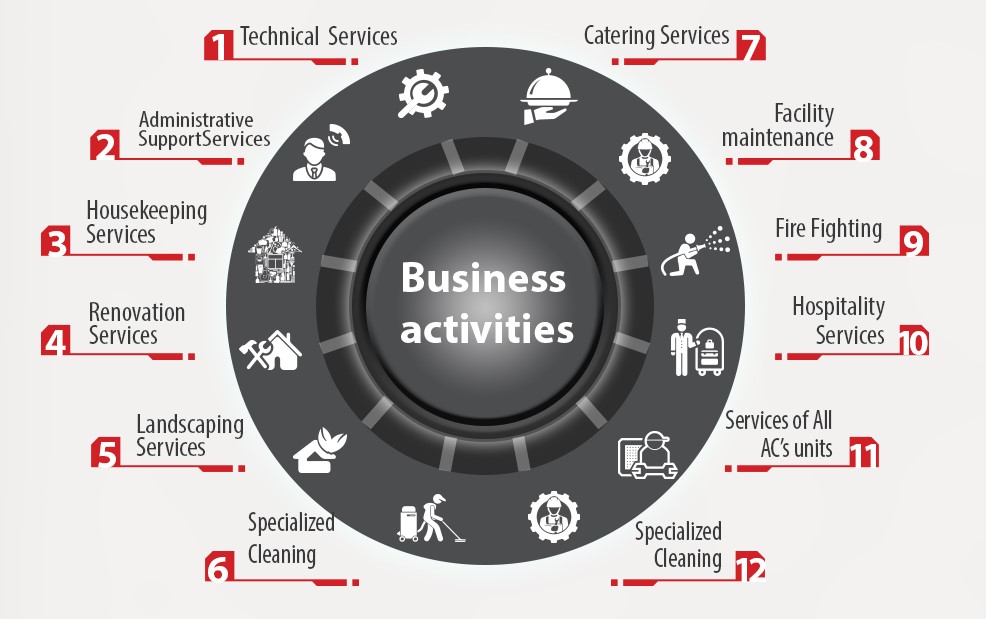 1 Technical Services
2 Administrative
SupportServices
3 Housekeeping
Services
4 Renovation
Services
5 Landscaping
Services
6 Specialized
Cleaning
Business
activities
Catering Services 7
Facility
maintenance 8
Fire Fighting 9
Hospitality
Services 10
Services of All
AC's units 11
Specialized
Cleaning 12